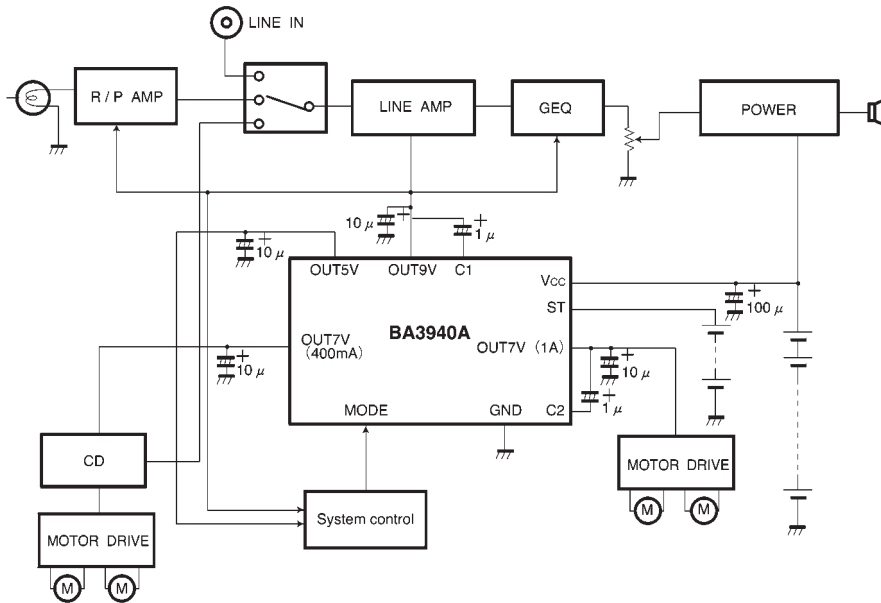 LINE IN
R / P AMP
LINE AMP
GEQ
POWER
10 μ
+
+
1 μ
+
10 μ
OUT5V
OUT9V
C1
VCC
+
100 μ
ST
BA3940A
OUT7V
(400mA)
OUT7V (1A)
+
10 μ
+
10 μ
+
1 μ
MODE
GND
C2
CD
MOTOR DRIVE
M
M
System control
MOTOR DRIVE
M
M